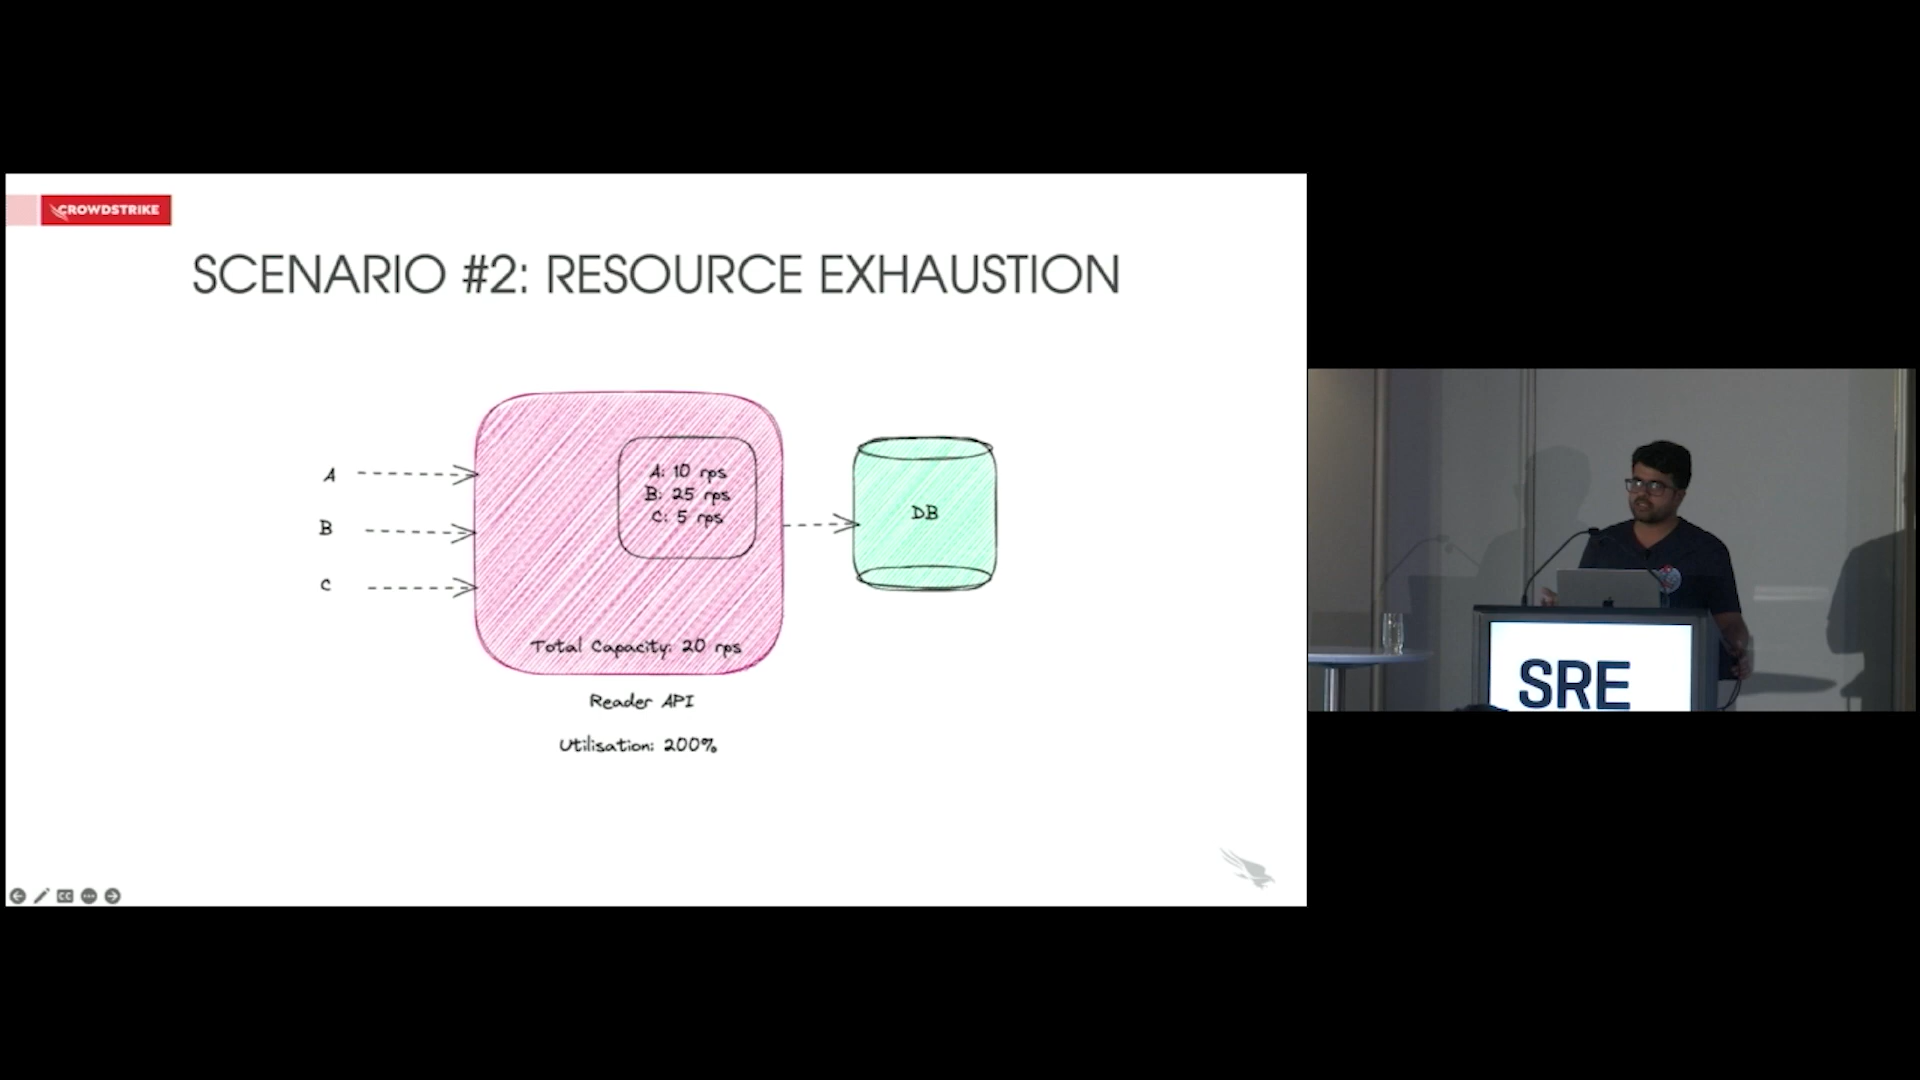 CROWDSTRIKE
SCENARIO #2: RESOURCE EXHAUSTION
A
B
C
A: 10 rps
B: 25 rps
C: 5 rps
Total Capacity: 20 rps
DB
Reader API
Utilisation: 200%
CC
SRE